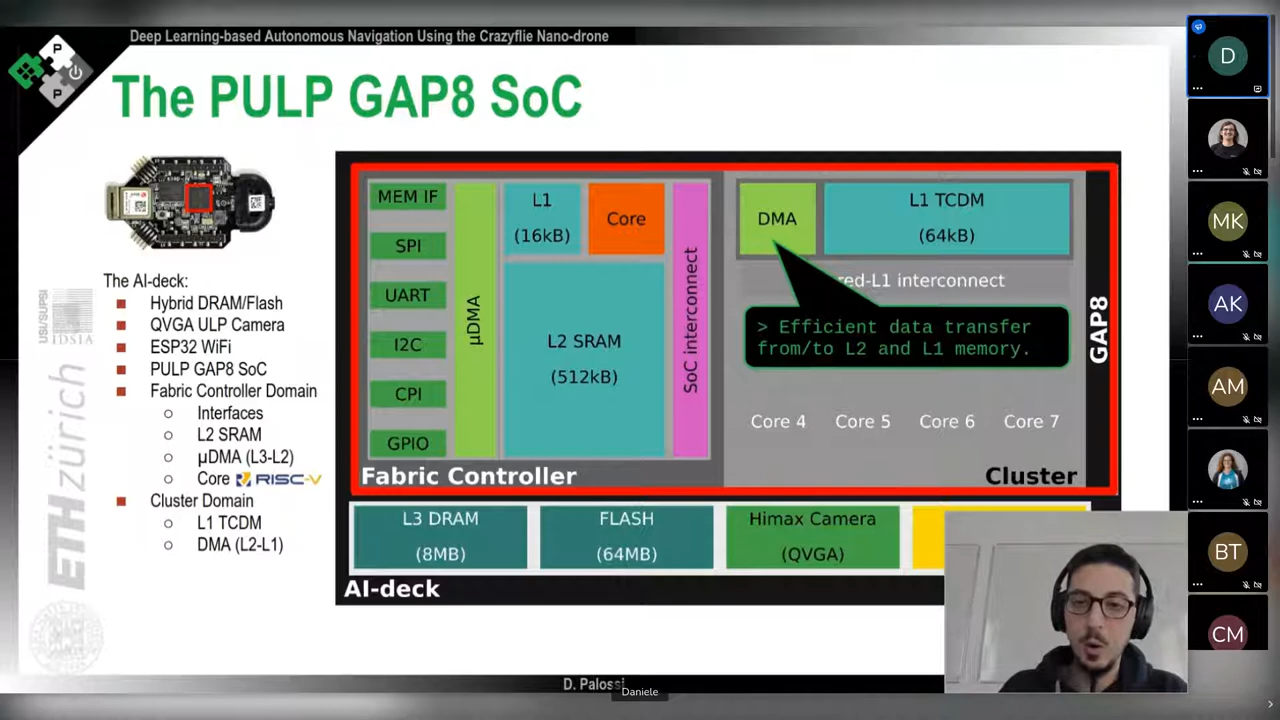 Deep Learning-based Autonomous Navigation Using the Crazyflie Nano-drone
P
P
The PULP GAP8 SoC
The AI-deck:
Hybrid DRAM/Flash
QVGA ULP Camera
ESP32 WiFi
PULP GAP8 SoC
Fabric Controller Domain
Interfaces
L2 SRAM
µDMA (L3-L2)
Core RISC-V
Cluster Domain
L1 TCDM
DMA (L2-L1)
USI/SUPSI
IDSIA
ETH zürich
MEM IF
SPI
UART
I2C
CPI
GPIO
µDMA
L1
(16kB)
Core
L2 SRAM
(512kB)
SoC interconnect
Fabric Controller
DMA
L1 TCDM
(64kB)
red-L1 interconnect
> Efficient data transfer
from/to L2 and L1 memory.
Core 4 Core 5 Core 6 Core 7
Cluster
GAP8
L3 DRAM
(8MB)
FLASH
(64MB)
Himax Camera
(QVGA)
AI-deck
D. Palossi
Daniele
D
MK
AK
AM
BT
CM